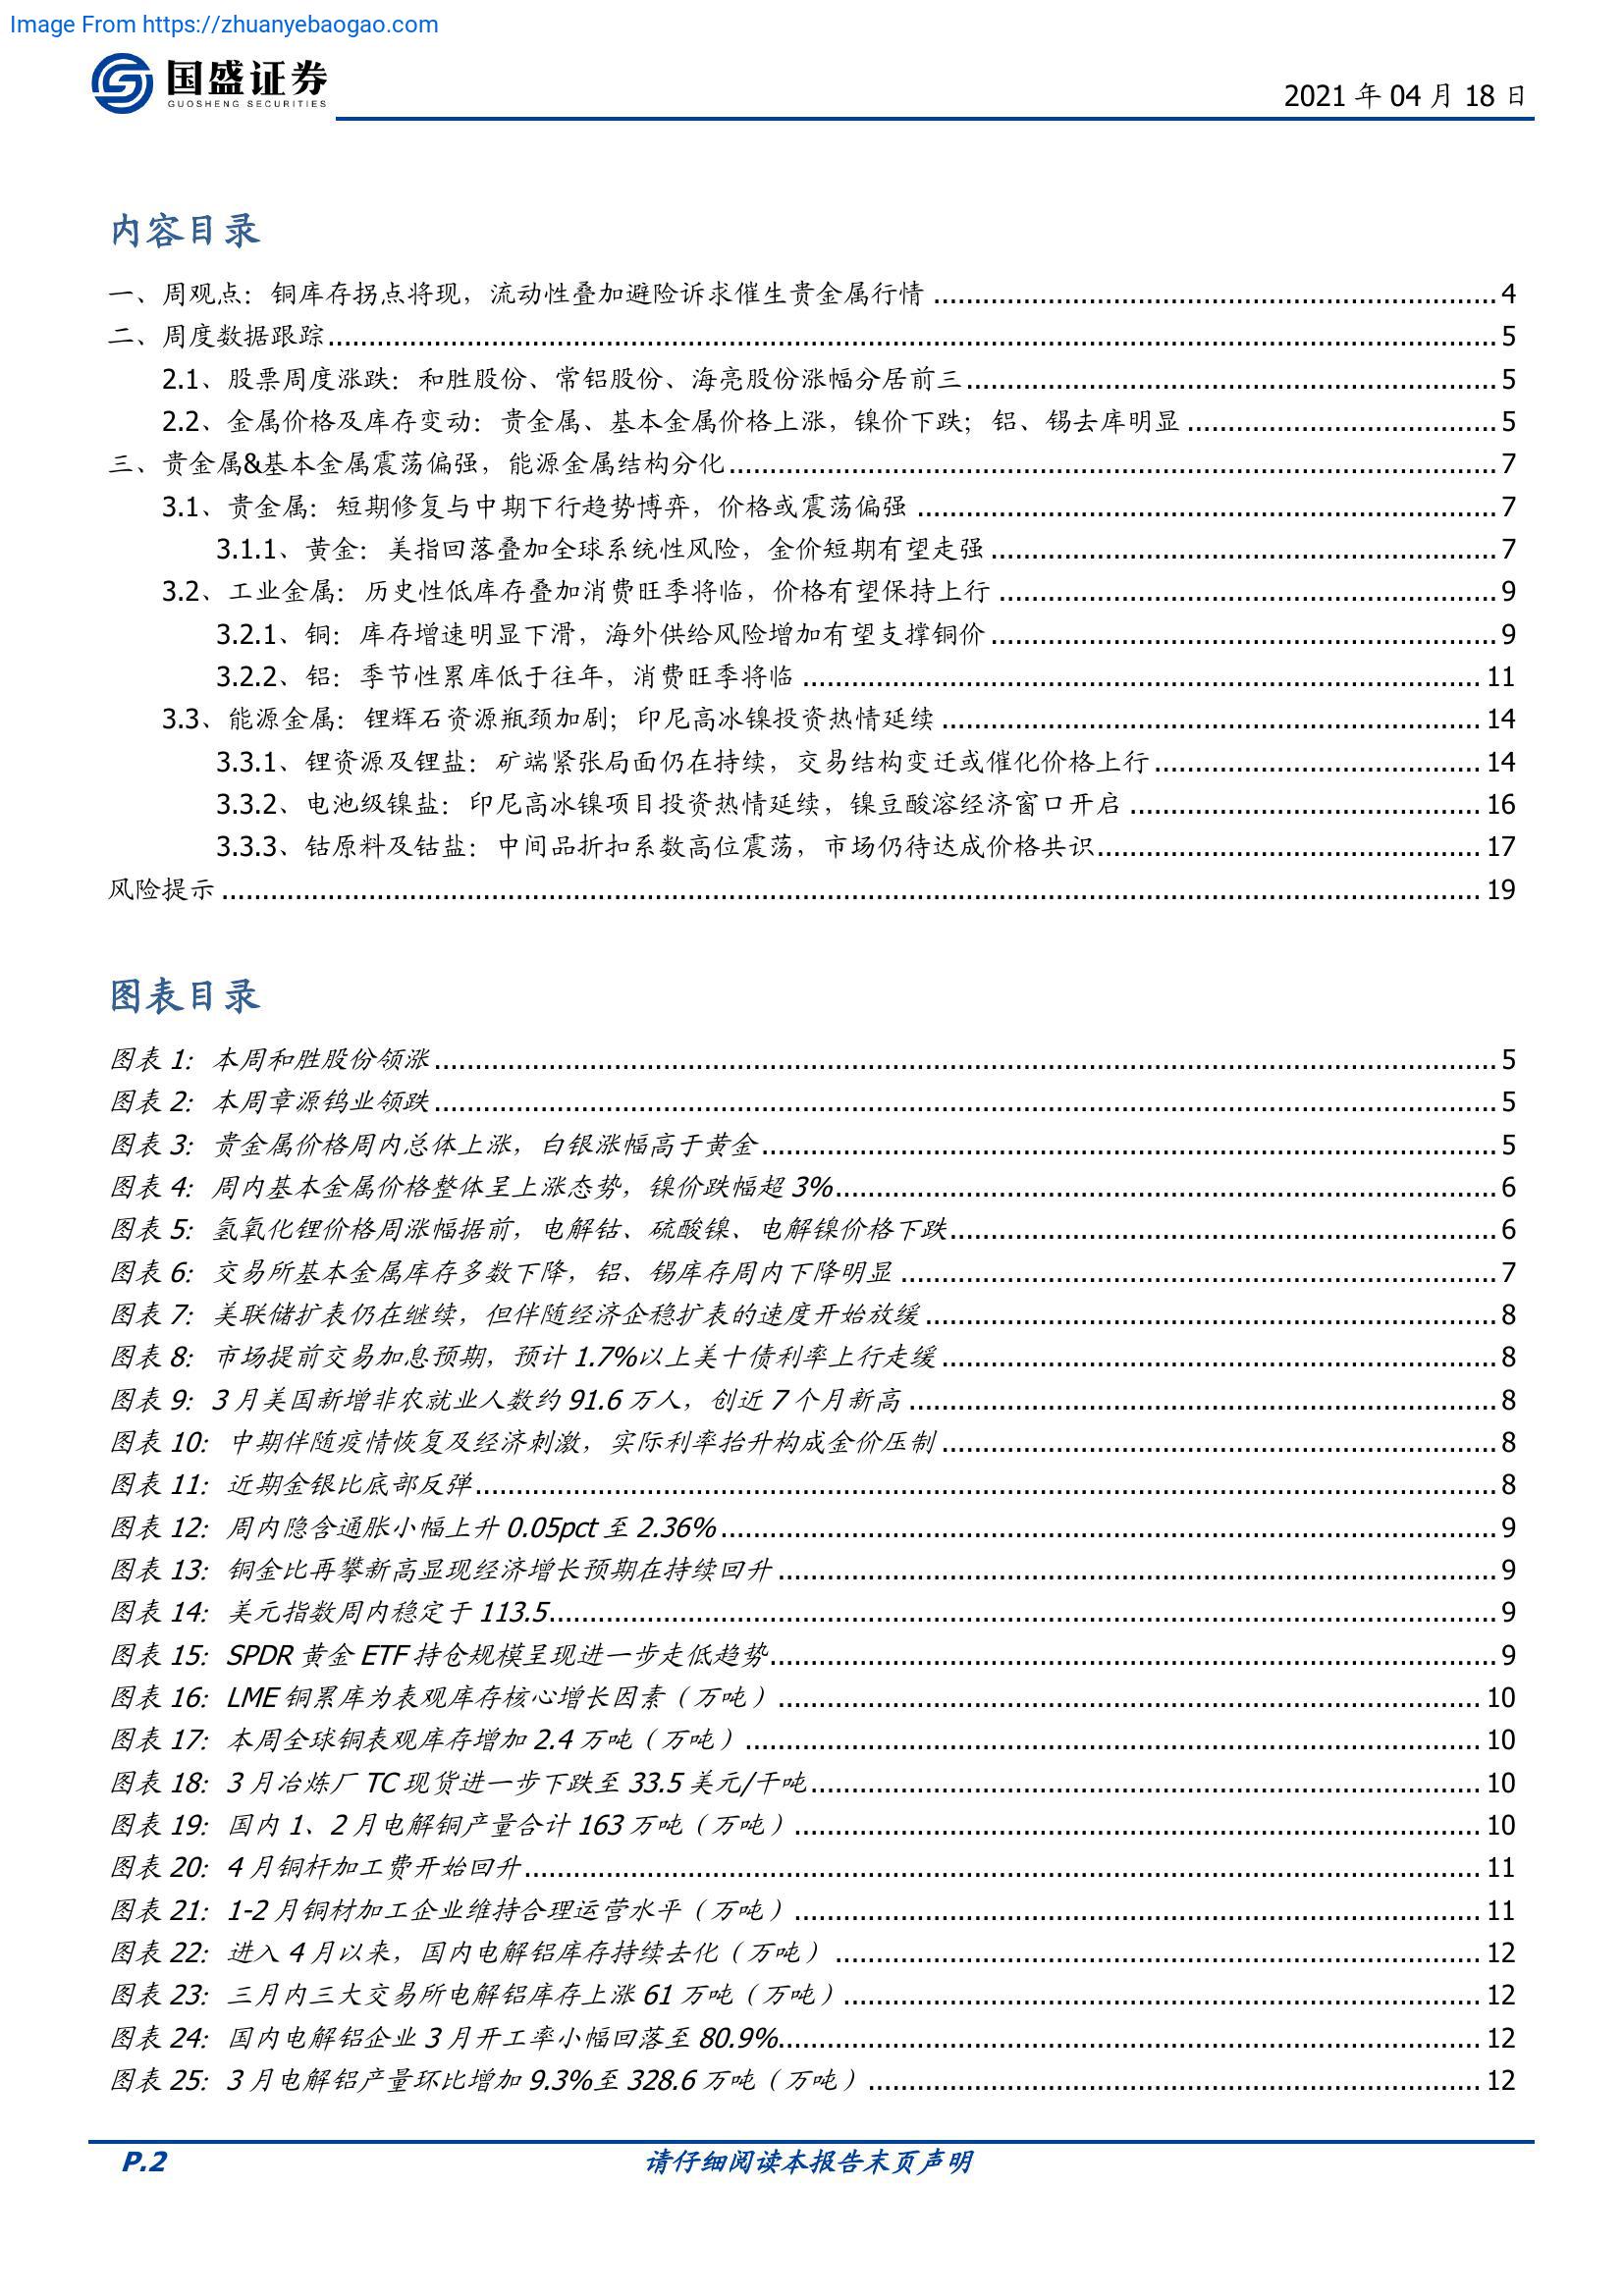 Image From https://zhuanyebaogao.com
国盛证券
GUOSHENG SECURITIES
2021 年 04 月 18 日
内容目录
一、周观点：铜库存拐点将现，流动性叠加避险诉求催生贵金属行情 ........ 4
二、周度数据跟踪 ........ 5
2.1、股票周度涨跌：和胜股份、常铝股份、海亮股份涨幅分居前三 ........ 5
2.2、金属价格及库存变动：贵金属、基本金属价格上涨，镍价下跌；铝、锡去库明显 ........ 5
三、贵金属&基本金属震荡偏强，能源金属结构分化 ........ 7
3.1、贵金属：短期修复与中期下行趋势博弈，价格或震荡偏强 ........ 7
3.1.1、黄金：美指回落叠加全球系统性风险，金价短期有望走强 ........ 7
3.2、工业金属：历史性低库存叠加消费旺季将临，价格有望保持上行 ........ 9
3.2.1、铜：库存增速明显下滑，海外供给风险增加有望支撑铜价 ........ 9
3.2.2、铝：季节性累库低于往年，消费旺季将临 ........ 11
3.3、能源金属：锂辉石资源瓶颈加剧；印尼高冰镍投资热情延续 ........ 14
3.3.1、锂资源及锂盐：矿端紧张局面仍在持续，交易结构变迁或催化价格上行 ........ 14
3.3.2、电池级镍盐：印尼高冰镍项目投资热情延续，镍豆酸溶经济窗口开启 ........ 16
3.3.3、钴原料及钴盐：中间品折扣系数高位震荡，市场仍待达成价格共识 ........ 17
风险提示 ........ 19
图表目录
图表 1：本周和胜股份领涨 ........ 5
图表 2：本周章源钨业领跌 ........ 5
图表 3：贵金属价格周内总体上涨，白银涨幅高于黄金 ........ 5
图表 4：周内基本金属价格整体呈上涨态势，镍价跌幅超 3% ........ 6
图表 5：氢氧化锂价格周涨幅据前，电解钴、硫酸镍、电解镍价格下跌 ........ 6
图表 6：交易所基本金属库存多数下降，铝、锡库存周内下降明显 ........ 7
图表 7：美联储扩表仍在继续，但伴随经济企稳扩表的速度开始放缓 ........ 8
图表 8：市场提前交易加息预期，预计 1.7%以上美十债利率上行走缓 ........ 8
图表 9：3 月美国新增非农就业人数约 91.6 万人，创近 7 个月新高 ........ 8
图表 10：中期伴随疫情恢复及经济刺激，实际利率抬升构成金价压制 ........ 8
图表 11：近期金银比底部反弹 ........ 8
图表 12：周内隐含通胀小幅上升 0.05pct 至 2.36% ........ 9
图表 13：铜金比再攀新高显现经济增长预期在持续回升 ........ 9
图表 14：美元指数周内稳定于 113.5 ........ 9
图表 15：SPDR 黄金 ETF 持仓规模呈现进一步走低趋势 ........ 9
图表 16：LME 铜累库为表观库存核心增长因素（万吨） ........ 10
图表 17：本周全球铜表观库存增加 2.4 万吨（万吨） ........ 10
图表 18：3 月冶炼厂 TC 现货进一步下跌至 33.5 美元/千吨 ........ 10
图表 19：国内 1、2 月电解铜产量合计 163 万吨（万吨） ........ 10
图表 20：4 月铜杆加工费开始回升 ........ 11
图表 21：1-2 月铜材加工企业维持合理运营水平（万吨） ........ 11
图表 22：进入 4 月以来，国内电解铝库存持续去化（万吨） ........ 12
图表 23：三月内三大交易所电解铝库存上涨 61 万吨（万吨） ........ 12
图表 24：国内电解铝企业 3 月开工率小幅回落至 80.9% ........ 12
图表 25：3 月电解铝产量环比增加 9.3%至 328.6 万吨（万吨） ........ 12
P.2
请仔细阅读本报告末页声明